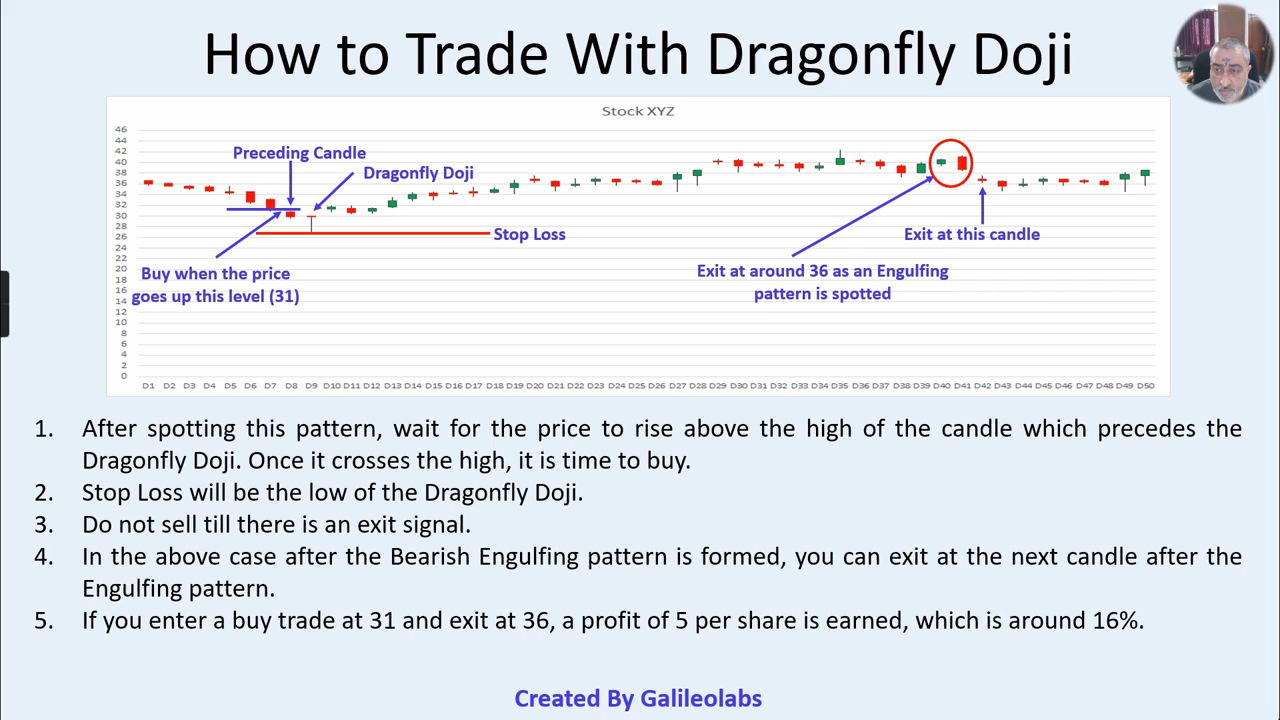 How to Trade With Dragonfly Doji
Stock XYZ
46
44
42
40
38
36
34
32
30
28
26
24
22
20
18
16
14
12
10
8
6
4
2
0
Preceding Candle
Dragonfly Doji
Stop Loss
Buy when the price
goes up this level (31)
Exit at around 36 as an Engulfing
pattern is spotted
Exit at this candle
D1 D2 D3 D4 D5 D6 D7 D8 D9 D10 D11 D12 D13 D14 D15 D16 D17 D18 D19 D20 D21 D22 D23 D24 D25 D26 D27 D28 D29 D30 D31 D32 D33 D34 D35 D36 D37 D38 D39 D40 D41 D42 D43 D44 D45 D46 D47 D48 D49 D50
1. After spotting this pattern, wait for the price to rise above the high of the candle which precedes the
Dragonfly Doji. Once it crosses the high, it is time to buy.
2. Stop Loss will be the low of the Dragonfly Doji.
3. Do not sell till there is an exit signal.
4. In the above case after the Bearish Engulfing pattern is formed, you can exit at the next candle after the
Engulfing pattern.
5. If you enter a buy trade at 31 and exit at 36, a profit of 5 per share is earned, which is around 16%.
Created By Galileolabs